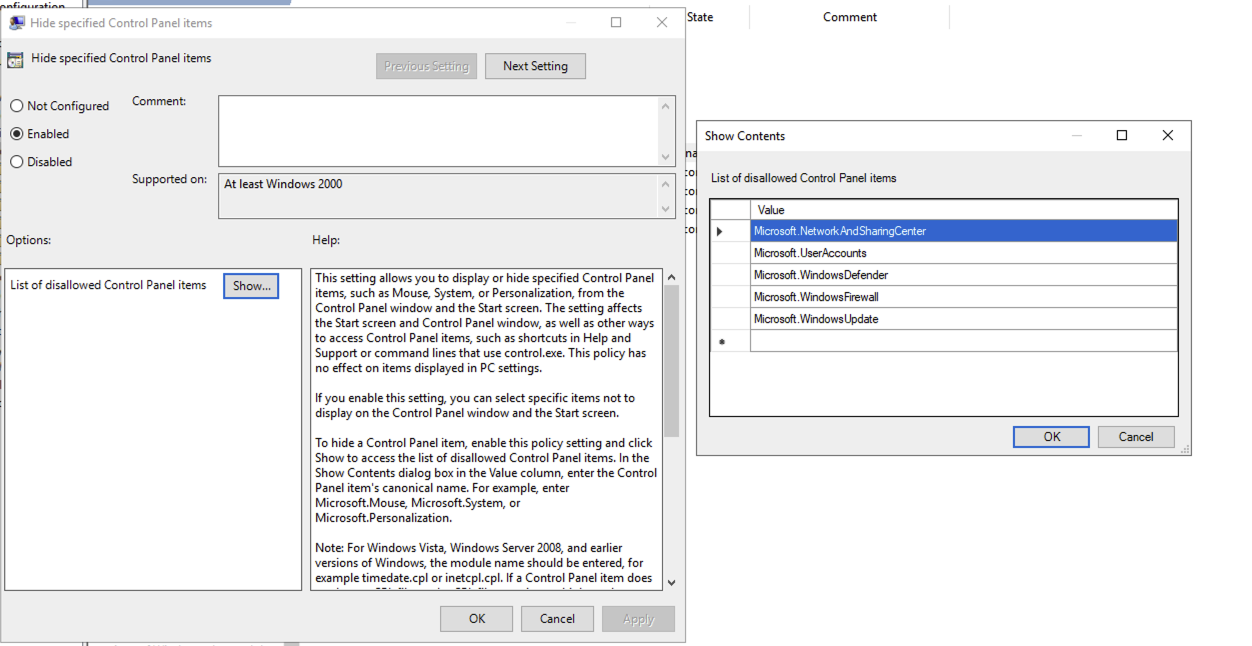 onfiguration
Hide specified Control Panel items
Hide specified Control Panel items
Previous Setting
Next Setting
Not Configured
Enabled
Disabled
Comment:
Supported on:
At least Windows 2000
Options:
Help:
List of disallowed Control Panel items
Show...
This setting allows you to display or hide specified Control Panel
items, such as Mouse, System, or Personalization, from the
Control Panel window and the Start screen. The setting affects
the Start screen and Control Panel window, as well as other ways
to access Control Panel items, such as shortcuts in Help and
Support or command lines that use control.exe. This policy has
no effect on items displayed in PC settings.
If you enable this setting, you can select specific items not to
display on the Control Panel window and the Start screen.
To hide a Control Panel item, enable this policy setting and click
Show to access the list of disallowed Control Panel items. In the
Show Contents dialog box in the Value column, enter the Control
Panel item's canonical name. For example, enter
Microsoft.Mouse, Microsoft.System, or
Microsoft.Personalization.
Note: For Windows Vista, Windows Server 2008, and earlier
versions of Windows, the module name should be entered, for
example timedate.cpl or inetcpl.cpl. If a Control Panel item does
OK
Cancel
Apply
State
Comment
Show Contents
List of disallowed Control Panel items
Value
Microsoft.NetworkAndSharingCenter
Microsoft.UserAccounts
Microsoft.WindowsDefender
Microsoft.WindowsFirewall
Microsoft.WindowsUpdate
OK
Cancel